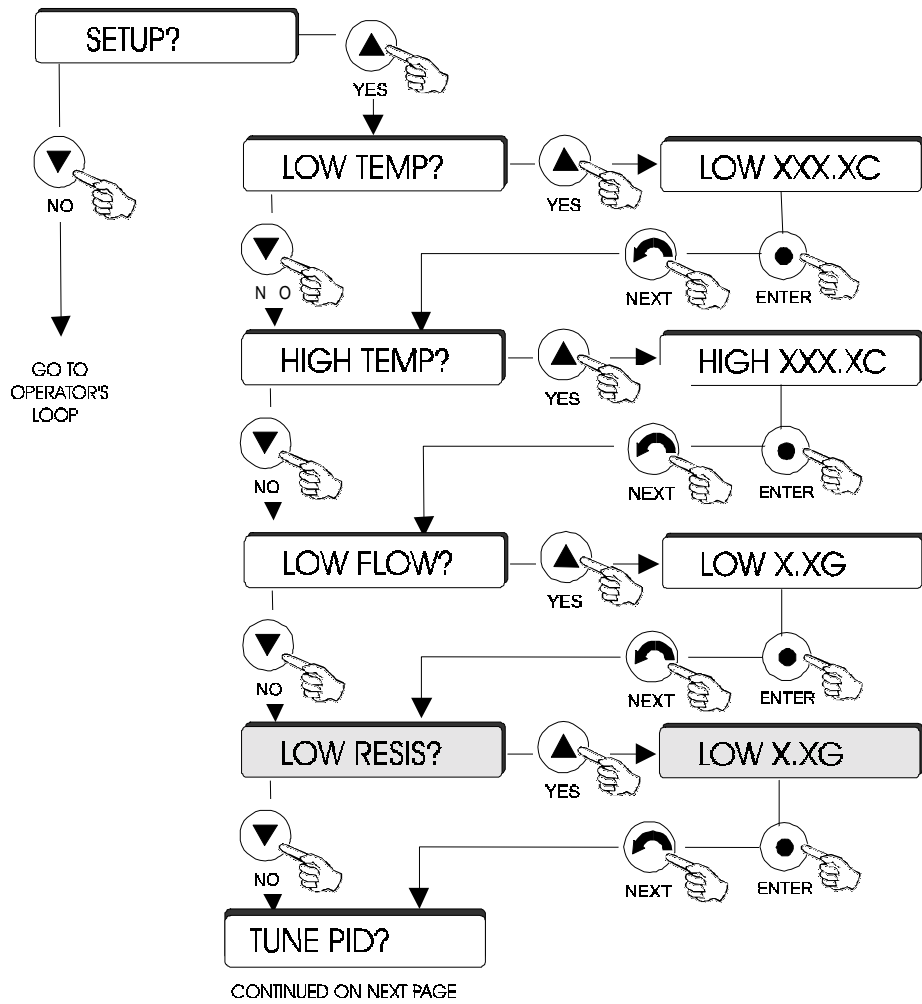 SETUP?
YES
NO
GO TO
OPERATOR'S
LOOP
LOW TEMP?
YES
LOW XXX.XC
N O
NEXT
ENTER
HIGH TEMP?
YES
HIGH XXX.XC
NO
NEXT
ENTER
LOW FLOW?
YES
LOW X.XG
NO
NEXT
ENTER
LOW RESIS?
YES
LOW X.XG
NO
NEXT
ENTER
TUNE PID?
CONTINUED ON NEXT PAGE